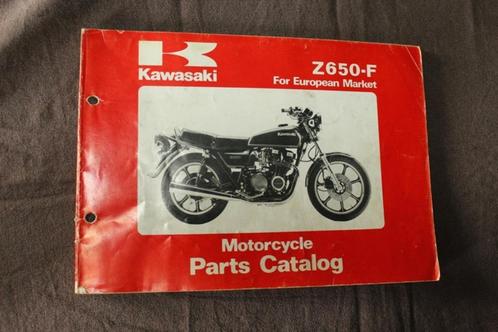 Kawasaki
Z650-F
For European Market
Kawasaki
Motorcycle
Parts Catalog